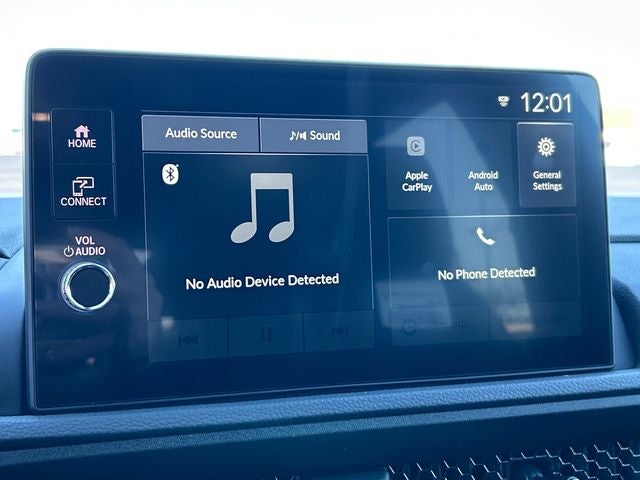 12:01
HOME
CONNECT
VOL
AUDIO
Audio Source
Sound
No Audio Device Detected
Apple
CarPlay
Android
Auto
General
Settings
No Phone Detected